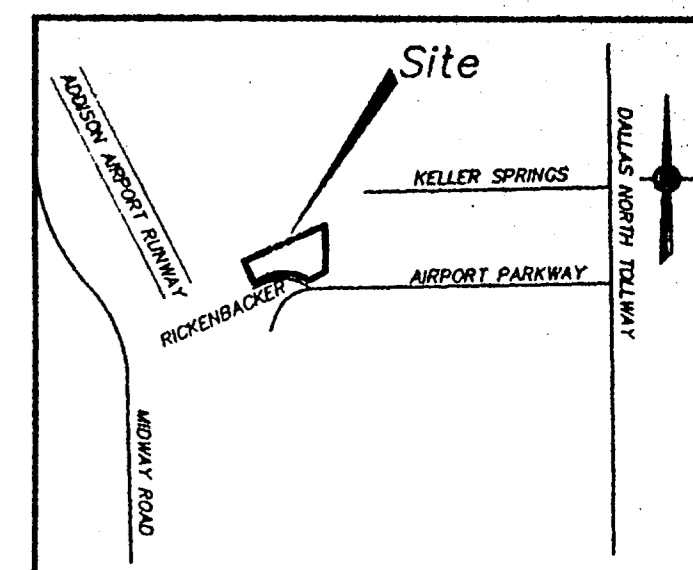 Site
ADDISON AIRPORT RUNWAY
KELLER SPRINGS
DALLAS NORTH TOLLWAY
AIRPORT PARKWAY
RICKENBACKER
MIDWAY ROAD